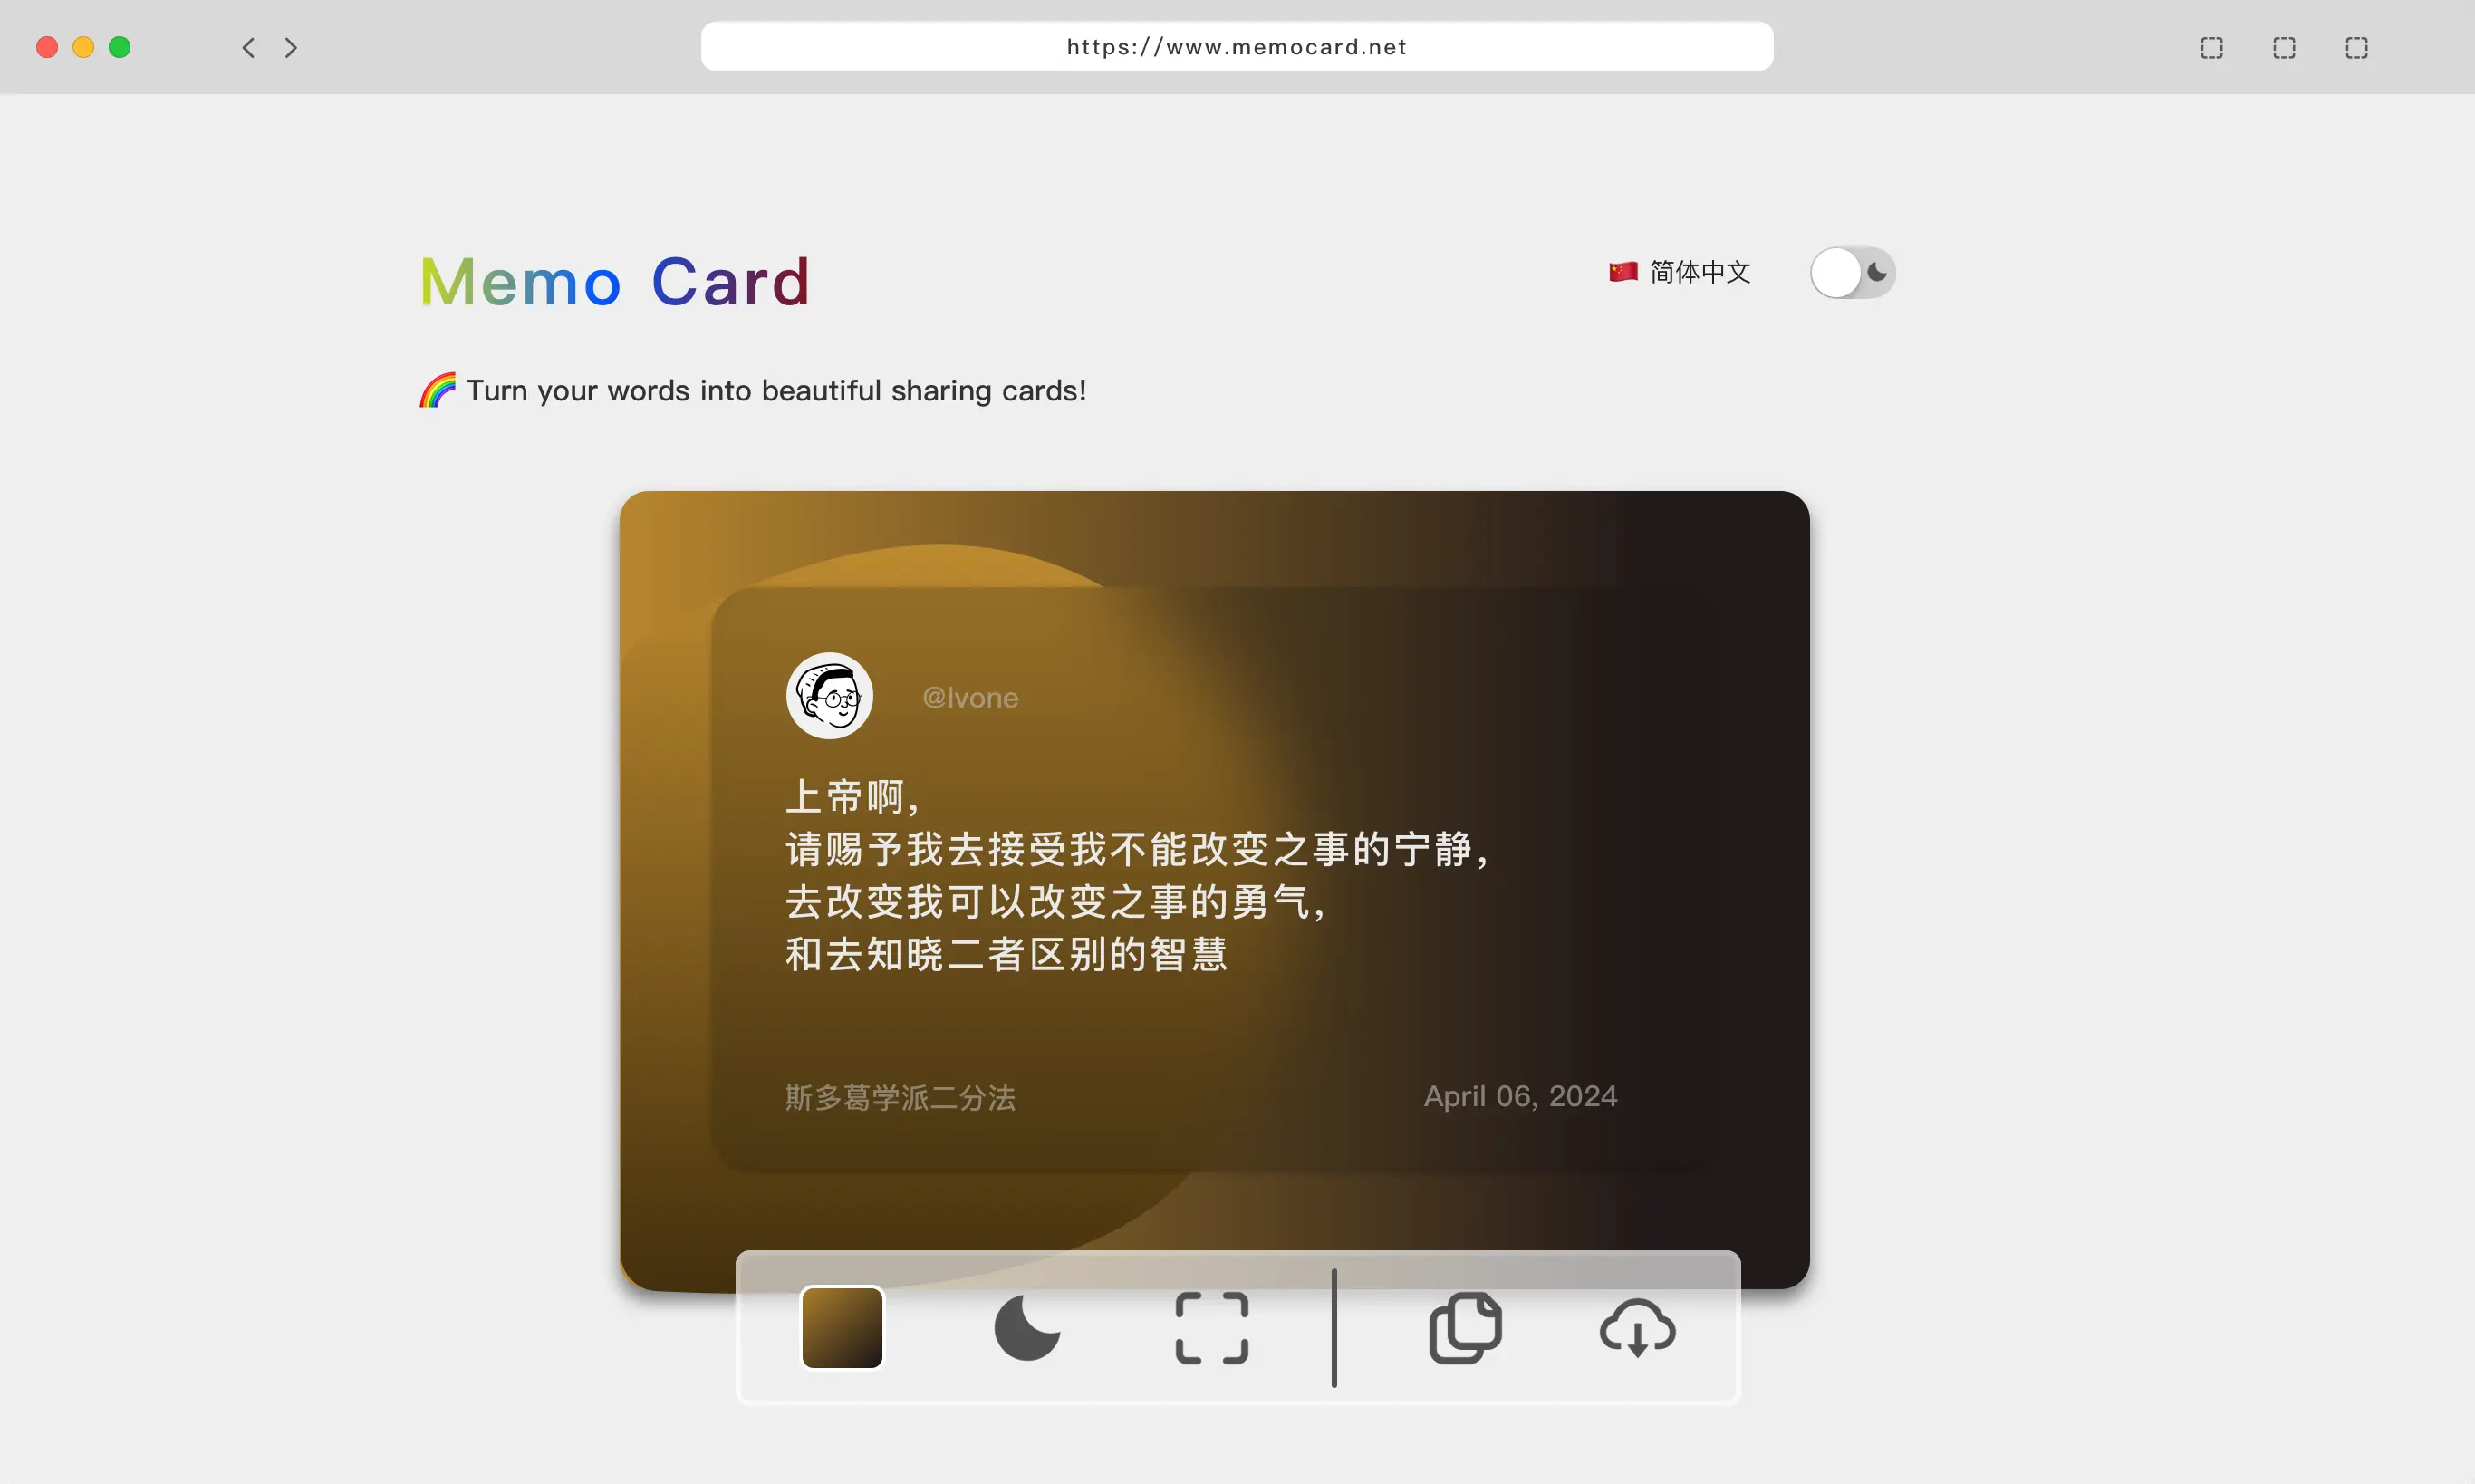 https://www.memocard.net
Memo Card
🇨🇳 简体中文
🌈 Turn your words into beautiful sharing cards!
@lvone
上帝啊,
请赐予我去接受我不能改变之事的宁静,
去改变我可以改变之事的勇气,
和去知晓二者区别的智慧
斯多葛学派二分法
April 06, 2024